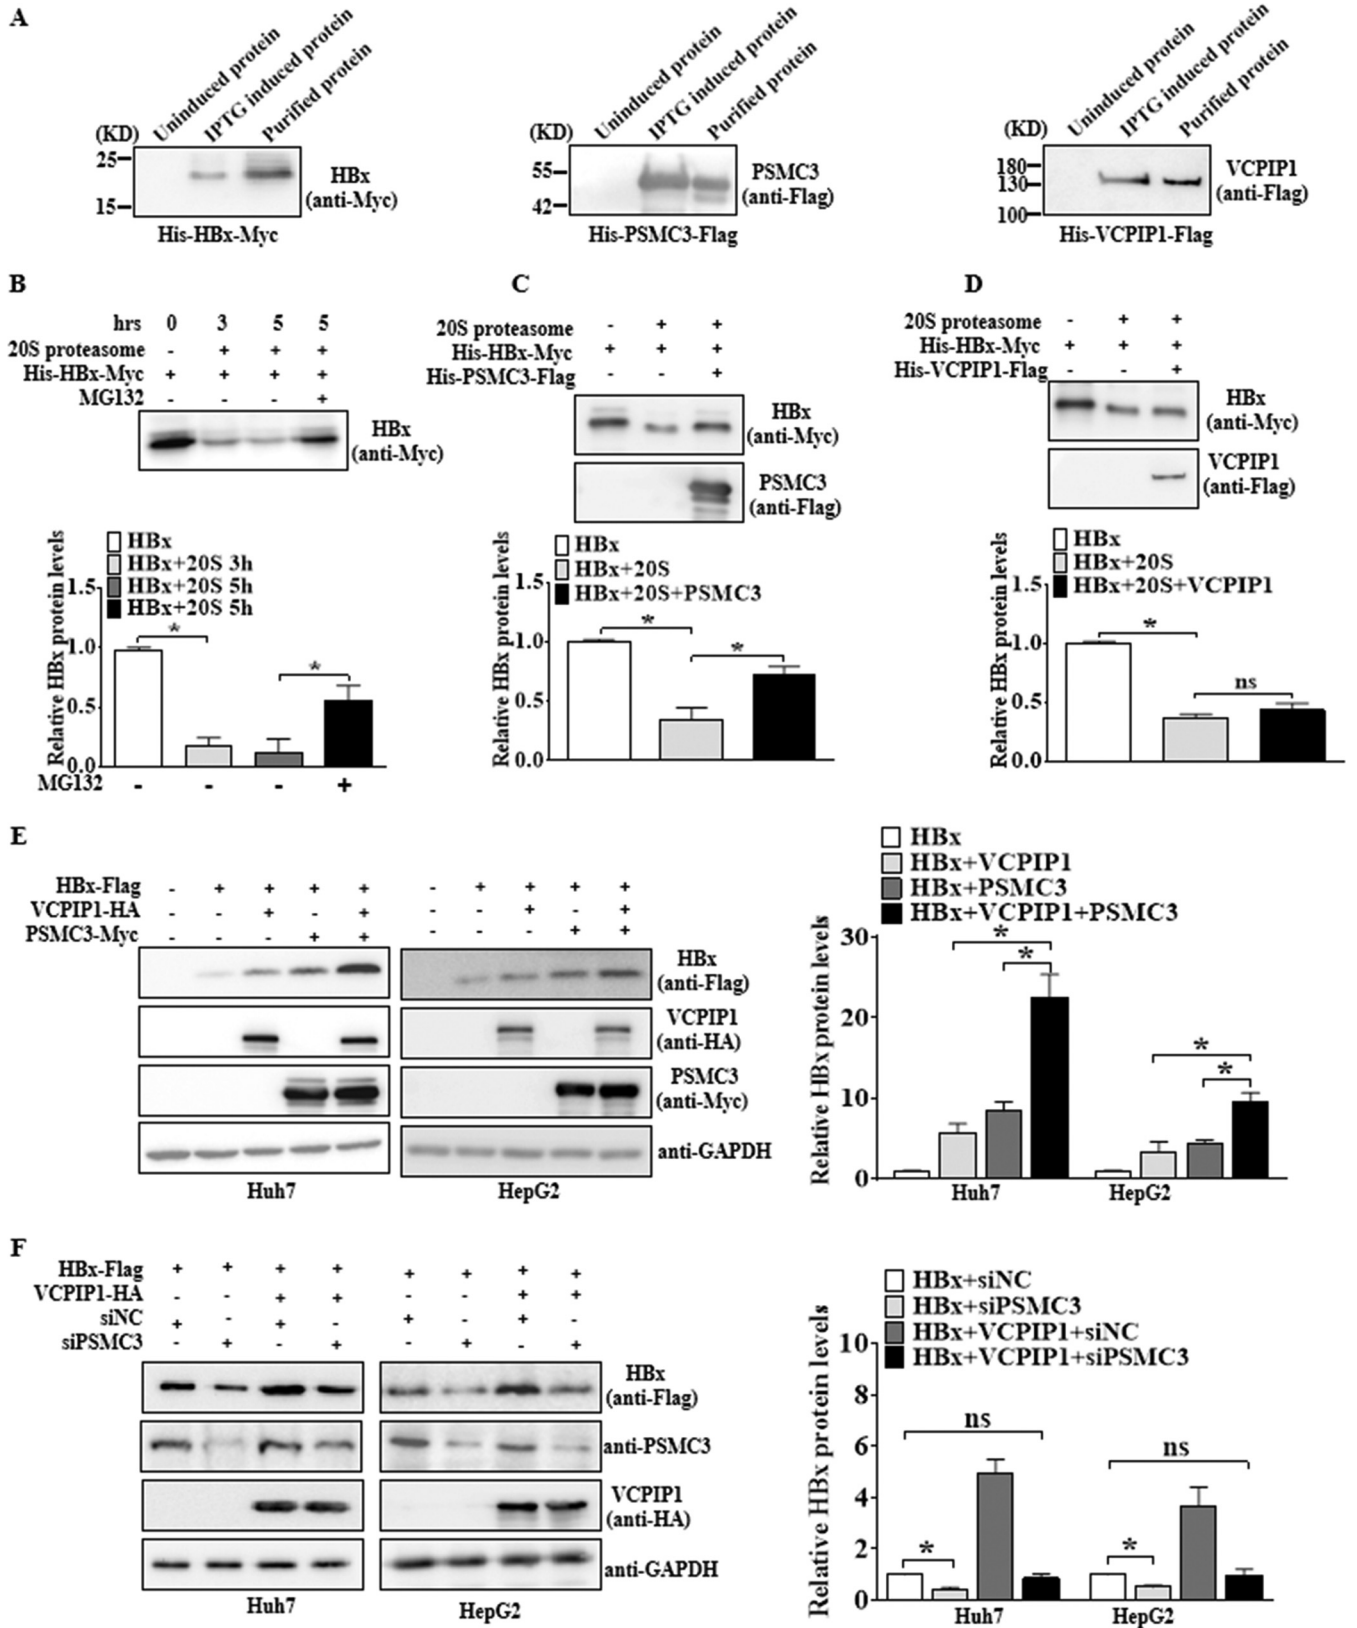 A
(KD) Uninduced protein IPTG induced protein Purified protein
25
15
HBx
(anti-Myc)
His-HBx-Myc
(KD) Uninduced protein IPTG induced protein Purified protein
55
42
PSMC3
(anti-Flag)
His-PSMC3-Flag
(KD) Uninduced protein IPTG induced protein Purified protein
180
130
100
VCPIP1
(anti-Flag)
His-VCPIP1-Flag
B
hrs 0 3 5 5
20S proteasome - + + +
His-HBx-Myc + + + +
MG132 - - - +
HBx
(anti-Myc)
HBx
HBx+20S 3h
HBx+20S 5h
HBx+20S 5h
Relative HBx protein levels
1.5
1.0
0.5
0.0
* *
MG132 - - - +
C
20S proteasome - + +
His-HBx-Myc + + +
His-PSMC3-Flag - - +
HBx
(anti-Myc)
PSMC3
(anti-Flag)
HBx
HBx+20S
HBx+20S+PSMC3
Relative HBx protein levels
1.5
1.0
0.5
0.0
* *
D
20S proteasome - + +
His-HBx-Myc + + +
His-VCPIP1-Flag - - +
HBx
(anti-Myc)
VCPIP1
(anti-Flag)
HBx
HBx+20S
HBx+20S+VCPIP1
Relative HBx protein levels
1.5
1.0
0.5
0.0
* ns
E
HBx-Flag - + + + + - + + + +
VCPIP1-HA - - + - + - - + - +
PSMC3-Myc - - - + + - - - + +
HBx
(anti-Flag)
VCPIP1
(anti-HA)
PSMC3
(anti-Myc)
anti-GAPDH
Huh7 HepG2
HBx
HBx+VCPIP1
HBx+PSMC3
HBx+VCPIP1+PSMC3
Relative HBx protein levels
30
20
10
0
* * * *
Huh7 HepG2
F
HBx-Flag + + + + + + + +
VCPIP1-HA - - + + - - + +
siNC + - + - + - + -
siPSMC3 - + - + - + - +
HBx
(anti-Flag)
anti-PSMC3
VCPIP1
(anti-HA)
anti-GAPDH
Huh7 HepG2
HBx+siNC
HBx+siPSMC3
HBx+VCPIP1+siNC
HBx+VCPIP1+siPSMC3
Relative HBx protein levels
10
8
6
4
2
0
ns ns
* *
Huh7 HepG2